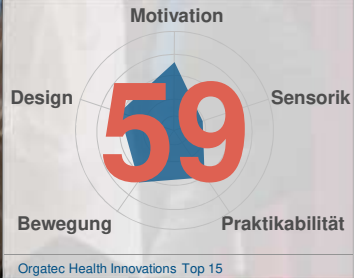 Motivation
Design
Sensorik
59
Bewegung
Praktikabilität
Orgatec Health Innovations Top 15